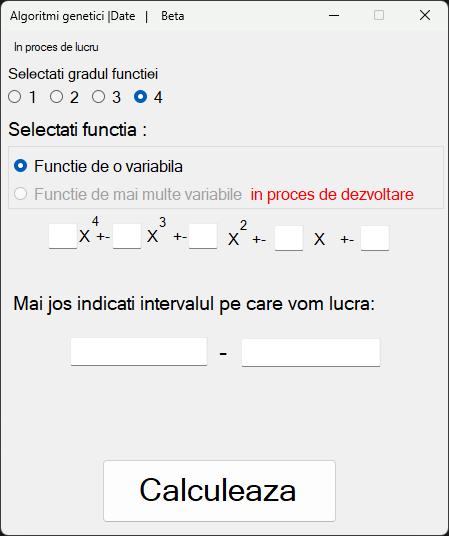 Algoritmi genetici |Date | Beta
In proces de lucru
Selectati gradul functiei
1 2 3 4
Selectati functia :
Functie de o variabila
Functie de mai multe variabile in proces de dezvoltare
X 4 +- X 3 +- X 2 +- X +-
Mai jos indicati intervalul pe care vom lucra:
-
Calculeaza